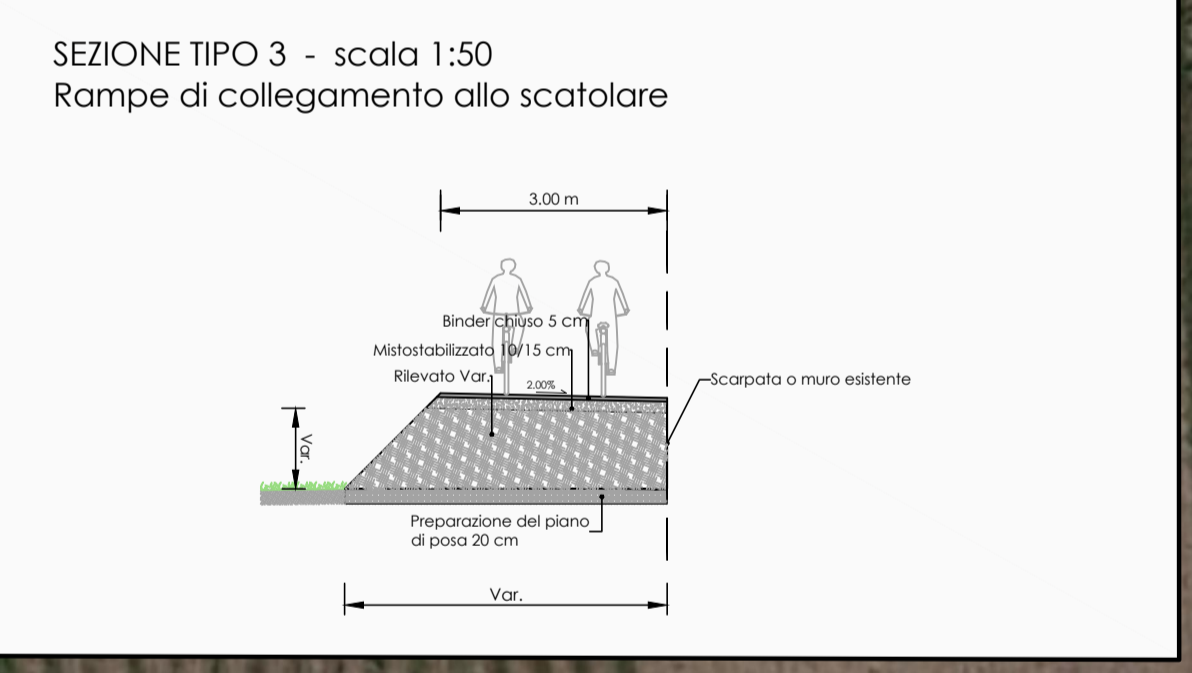 SEZIONE TIPO 3 - scala 1:50
Rampe di collegamento allo scatolare
3.00 m
Binder chiuso 5 cm
Mistostabilizzato 10/15 cm
Rilevato Var.
2.00%
Scarpata o muro esistente
Var.
Preparazione del piano
di posa 20 cm
Var.